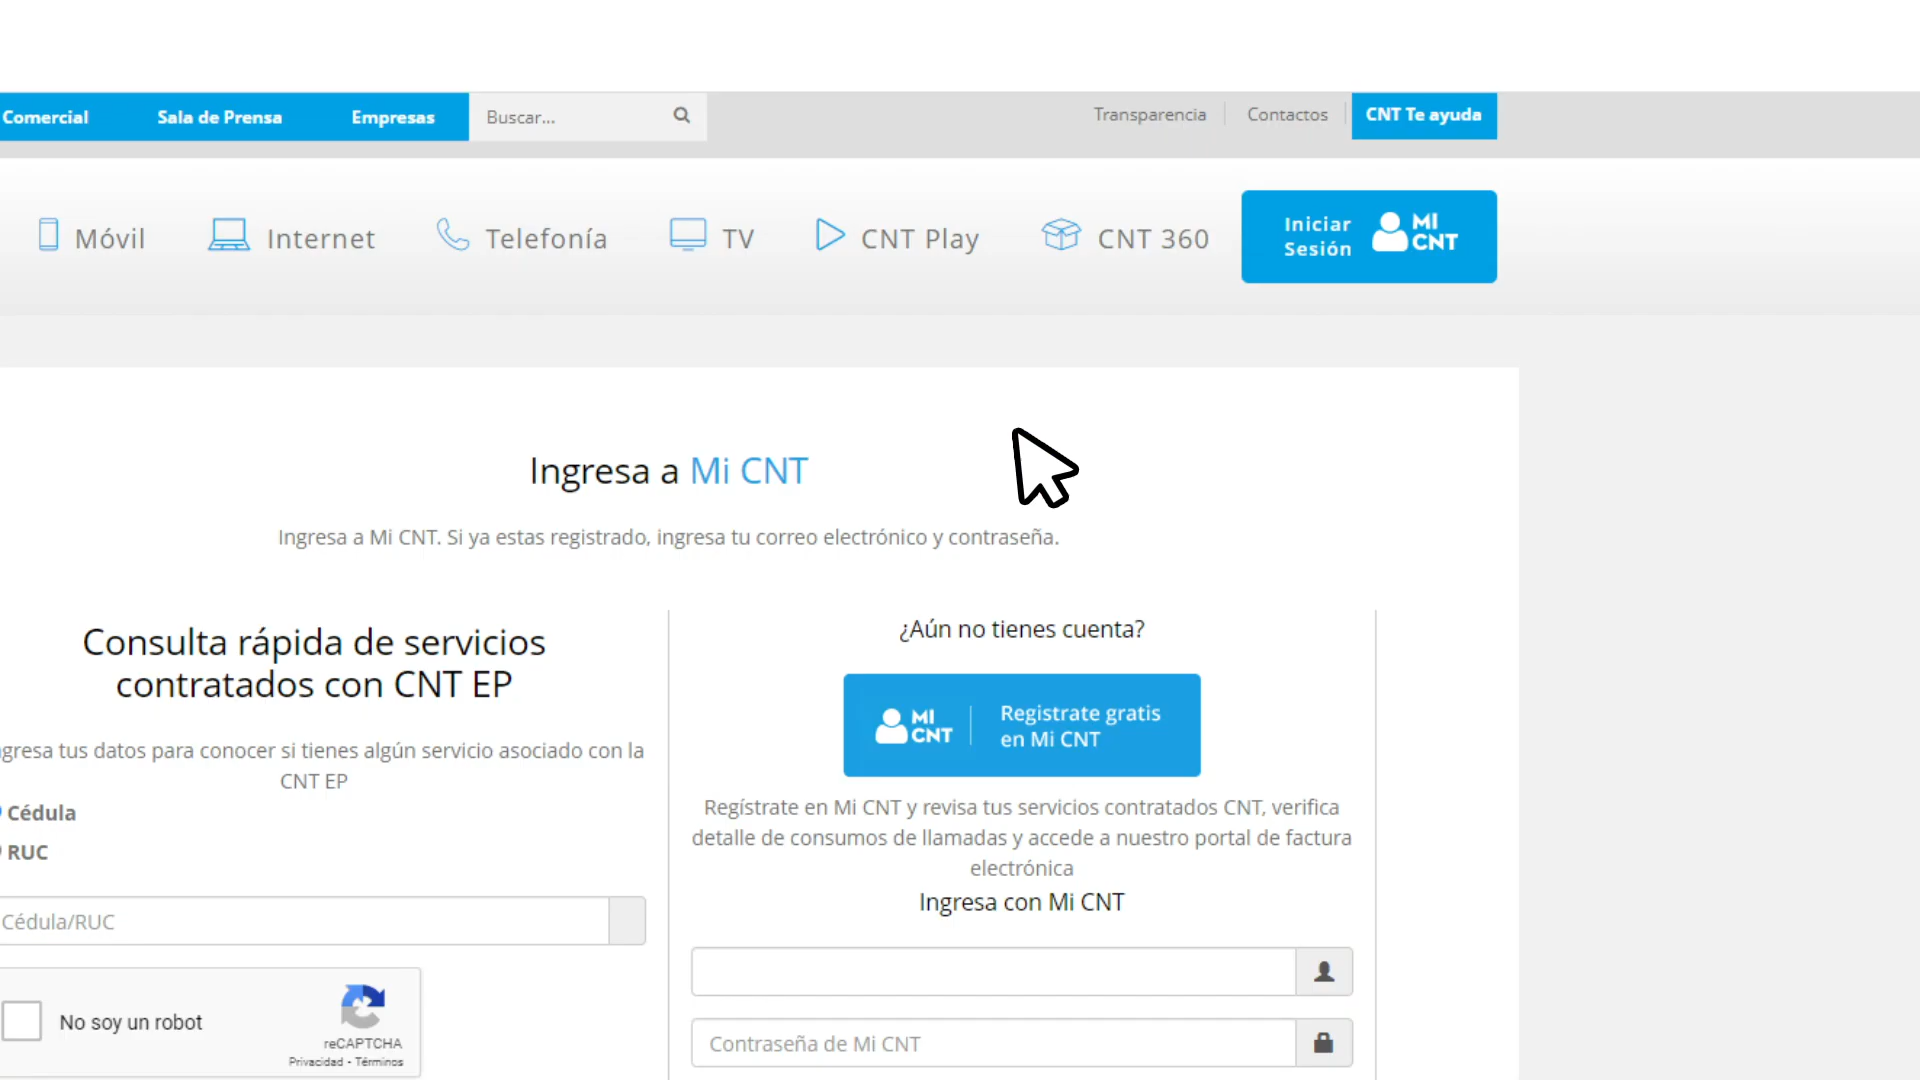 Comercial Sala de Prensa Empresas Buscar... Transparencia Contactos CNT Te ayuda
Móvil Internet Telefonía TV CNT Play CNT 360 Iniciar Sesión MI CNT
Ingresa a Mi CNT
Ingresa a Mi CNT. Si ya estas registrado, ingresa tu correo electrónico y contraseña.
Consulta rápida de servicios
contratados con CNT EP
gresa tus datos para conocer si tienes algún servicio asociado con la
CNT EP
Cédula
RUC
Cédula/RUC
No soy un robot
reCAPTCHA
Privacidad - Términos
¿Aún no tienes cuenta?
MI CNT
Registrate gratis
en Mi CNT
Regístrate en Mi CNT y revisa tus servicios contratados CNT, verifica
detalle de consumos de llamadas y accede a nuestro portal de factura
electrónica
Ingresa con Mi CNT
Contraseña de Mi CNT